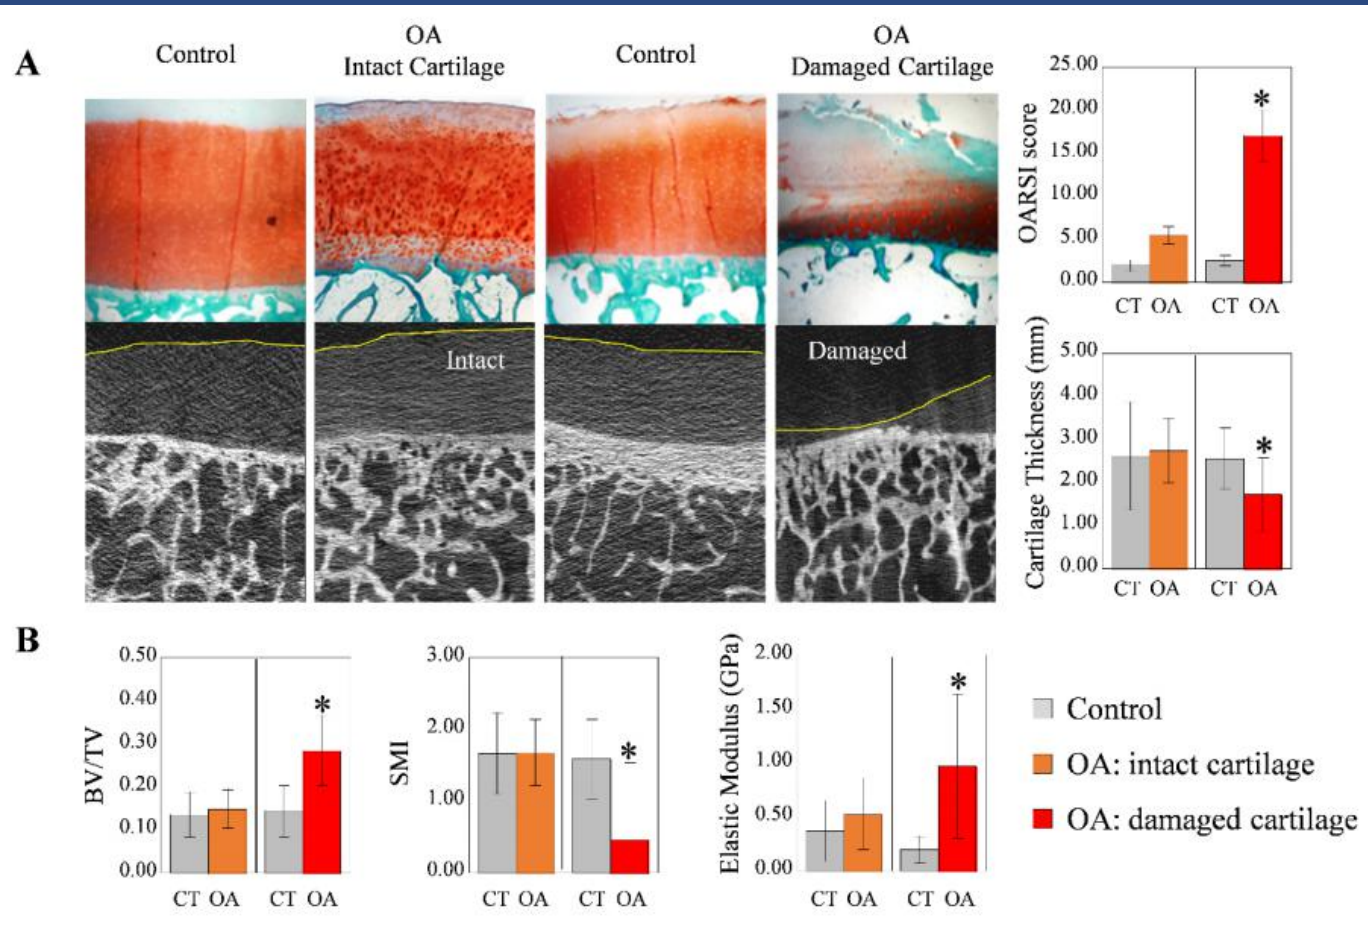 A
Control
OA
Intact Cartilage
Control
OA
Damaged Cartilage
Intact
Damaged
OARSI score
25.00
20.00
15.00
10.00
5.00
0.00
*
CT OA CT OA
Cartilage Thickness (mm)
5.00
4.00
3.00
2.00
1.00
0.00
*
CT OA CT OA
B
BV/TV
0.50
0.40
0.30
0.20
0.10
0.00
*
CT OA CT OA
SMI
3.00
2.00
1.00
0.00
*
CT OA CT OA
Elastic Modulus (GPa)
2.00
1.50
1.00
0.50
0.00
*
CT OA CT OA
Control
OA: intact cartilage
OA: damaged cartilage